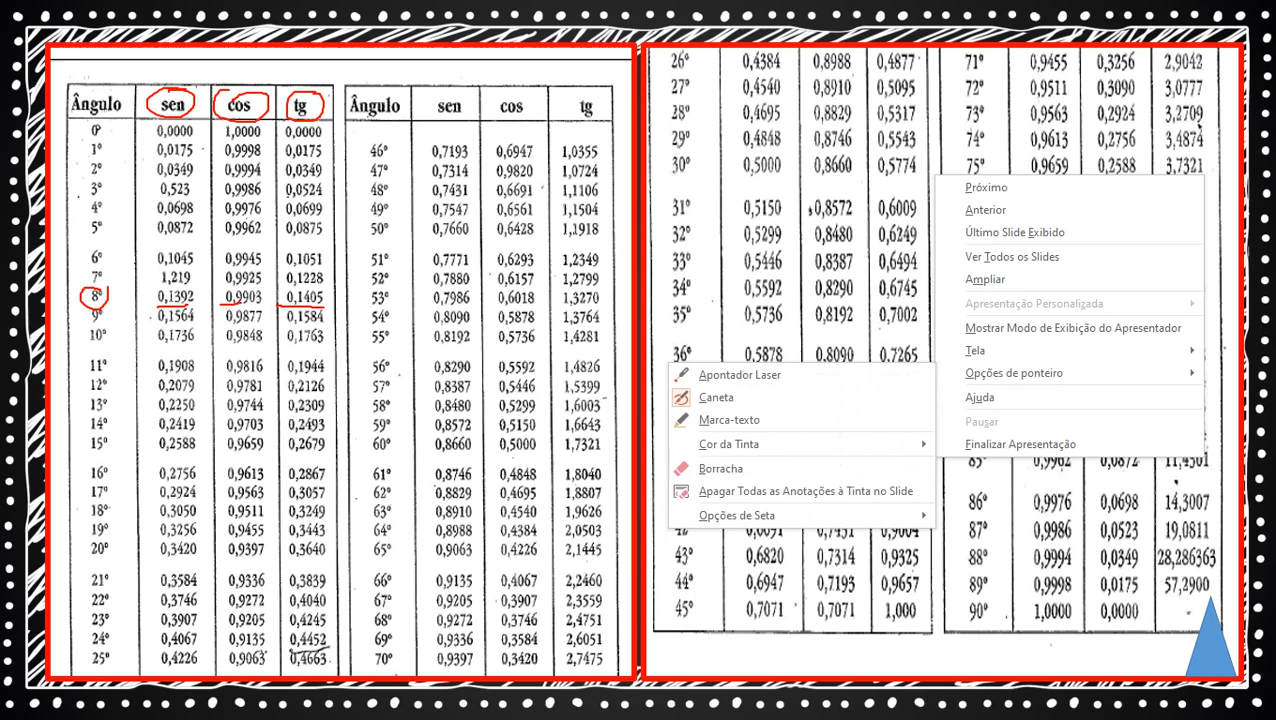 Ângulo sen cos tg
0º 0,0000 1,0000 0,0000
1º 0,0175 0,9998 0,0175
2º 0,0349 0,9994 0,0349
3º 0,523 0,9986 0,0524
4º 0,0698 0,9976 0,0699
5º 0,0872 0,9962 0,0875
6º 0,1045 0,9945 0,1051
7º 1,219 0,9925 0,1228
8º 0,1392 0,9903 0,1405
9º 0,1564 0,9877 0,1584
10º 0,1736 0,9848 0,1763
11º 0,1908 0,9816 0,1944
12º 0,2079 0,9781 0,2126
13º 0,2250 0,9744 0,2309
14º 0,2419 0,9703 0,2493
15º 0,2588 0,9659 0,2679
16º 0,2756 0,9613 0,2867
17º 0,2924 0,9563 0,3057
18º 0,3050 0,9511 0,3249
19º 0,3256 0,9455 0,3443
20º 0,3420 0,9397 0,3640
21º 0,3584 0,9336 0,3839
22º 0,3746 0,9272 0,4040
23º 0,3907 0,9205 0,4245
24º 0,4067 0,9135 0,4452
25º 0,4226 0,9063 0,4663
Ângulo sen cos tg
46º 0,7193 0,6947 1,0355
47º 0,7314 0,9820 1,0724
48º 0,7431 0,6691 1,1106
49º 0,7547 0,6561 1,1504
50º 0,7660 0,6428 1,1918
51º 0,7771 0,6293 1,2349
52º 0,7880 0,6157 1,2799
53º 0,7986 0,6018 1,3270
54º 0,8090 0,5878 1,3764
55º 0,8192 0,5736 1,4281
56º 0,8290 0,5592 1,4826
57º 0,8387 0,5446 1,5399
58º 0,8480 0,5299 1,6003
59º 0,8572 0,5150 1,6643
60º 0,8660 0,5000 1,7321
61º 0,8746 0,4848 1,8040
62º 0,8829 0,4695 1,8807
63º 0,8910 0,4540 1,9626
64º 0,8988 0,4384 2,0503
65º 0,9063 0,4226 2,1445
66º 0,9135 0,4067 2,2460
67º 0,9205 0,3907 2,3559
68º 0,9272 0,3746 2,4751
69º 0,9336 0,3584 2,6051
70º 0,9397 0,3420 2,7475
26º 0,4384 0,8988 0,4877
27º 0,4540 0,8910 0,5095
28º 0,4695 0,8829 0,5317
29º 0,4848 0,8746 0,5543
30º 0,5000 0,8660 0,5774
31º 0,5150 0,8572 0,6009
32º 0,5299 0,8480 0,6249
33º 0,5446 0,8387 0,6494
34º 0,5592 0,8290 0,6745
35º 0,5736 0,8192 0,7002
36º 0,5878 0,8090 0,7265
43º 0,6820 0,7314 0,9325
44º 0,6947 0,7193 0,9657
45º 0,7071 0,7071 1,000
71º 0,9455 0,3256 2,9042
72º 0,9511 0,3090 3,0777
73º 0,9563 0,2924 3,2709
74º 0,9613 0,2756 3,4874
75º 0,9659 0,2588 3,7321
86º 0,9976 0,0698 14,3007
87º 0,9986 0,0523 19,0811
88º 0,9994 0,0349 28,286363
89º 0,9998 0,0175 57,2900
90º 1,0000 0,0000
Próximo
Anterior
Último Slide Exibido
Ver Todos os Slides
Ampliar
Apresentação Personalizada
Mostrar Modo de Exibição do Apresentador
Tela
Opções de ponteiro
Ajuda
Pausar
Finalizar Apresentação
Apontador Laser
Caneta
Marca-texto
Cor da Tinta
Borracha
Apagar Todas as Anotações à Tinta no Slide
Opções de Seta